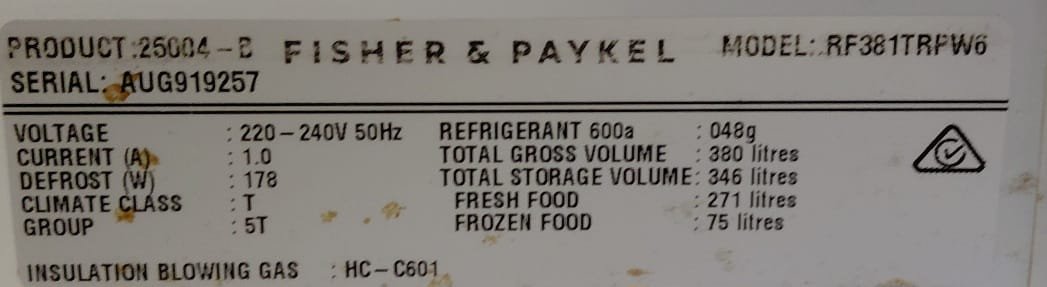 PRODUCT:25004-B FISHER & PAYKEL MODEL: RF381TRPW6
SERIAL: AUG919257
VOLTAGE : 220-240V 50Hz REFRIGERANT 600a : 048g
CURRENT (A) : 1.0 TOTAL GROSS VOLUME : 380 litres
DEFROST (W) : 178 TOTAL STORAGE VOLUME: 346 litres
CLIMATE CLASS : T FRESH FOOD : 271 litres
GROUP : 5T FROZEN FOOD : 75 litres
INSULATION BLOWING GAS : HC-C601